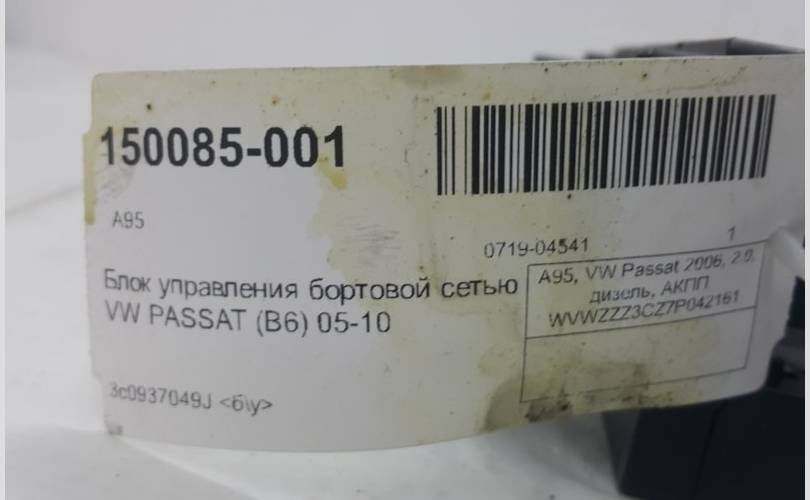 150085-001
A95
0719-04541 1
Блок управления бортовой сетью
VW PASSAT (B6) 05-10
A95, VW Passat 2006, 2.0,
дизель, АКПП
WVWZZZ3CZ7P042161
3c0937049J <б\у>